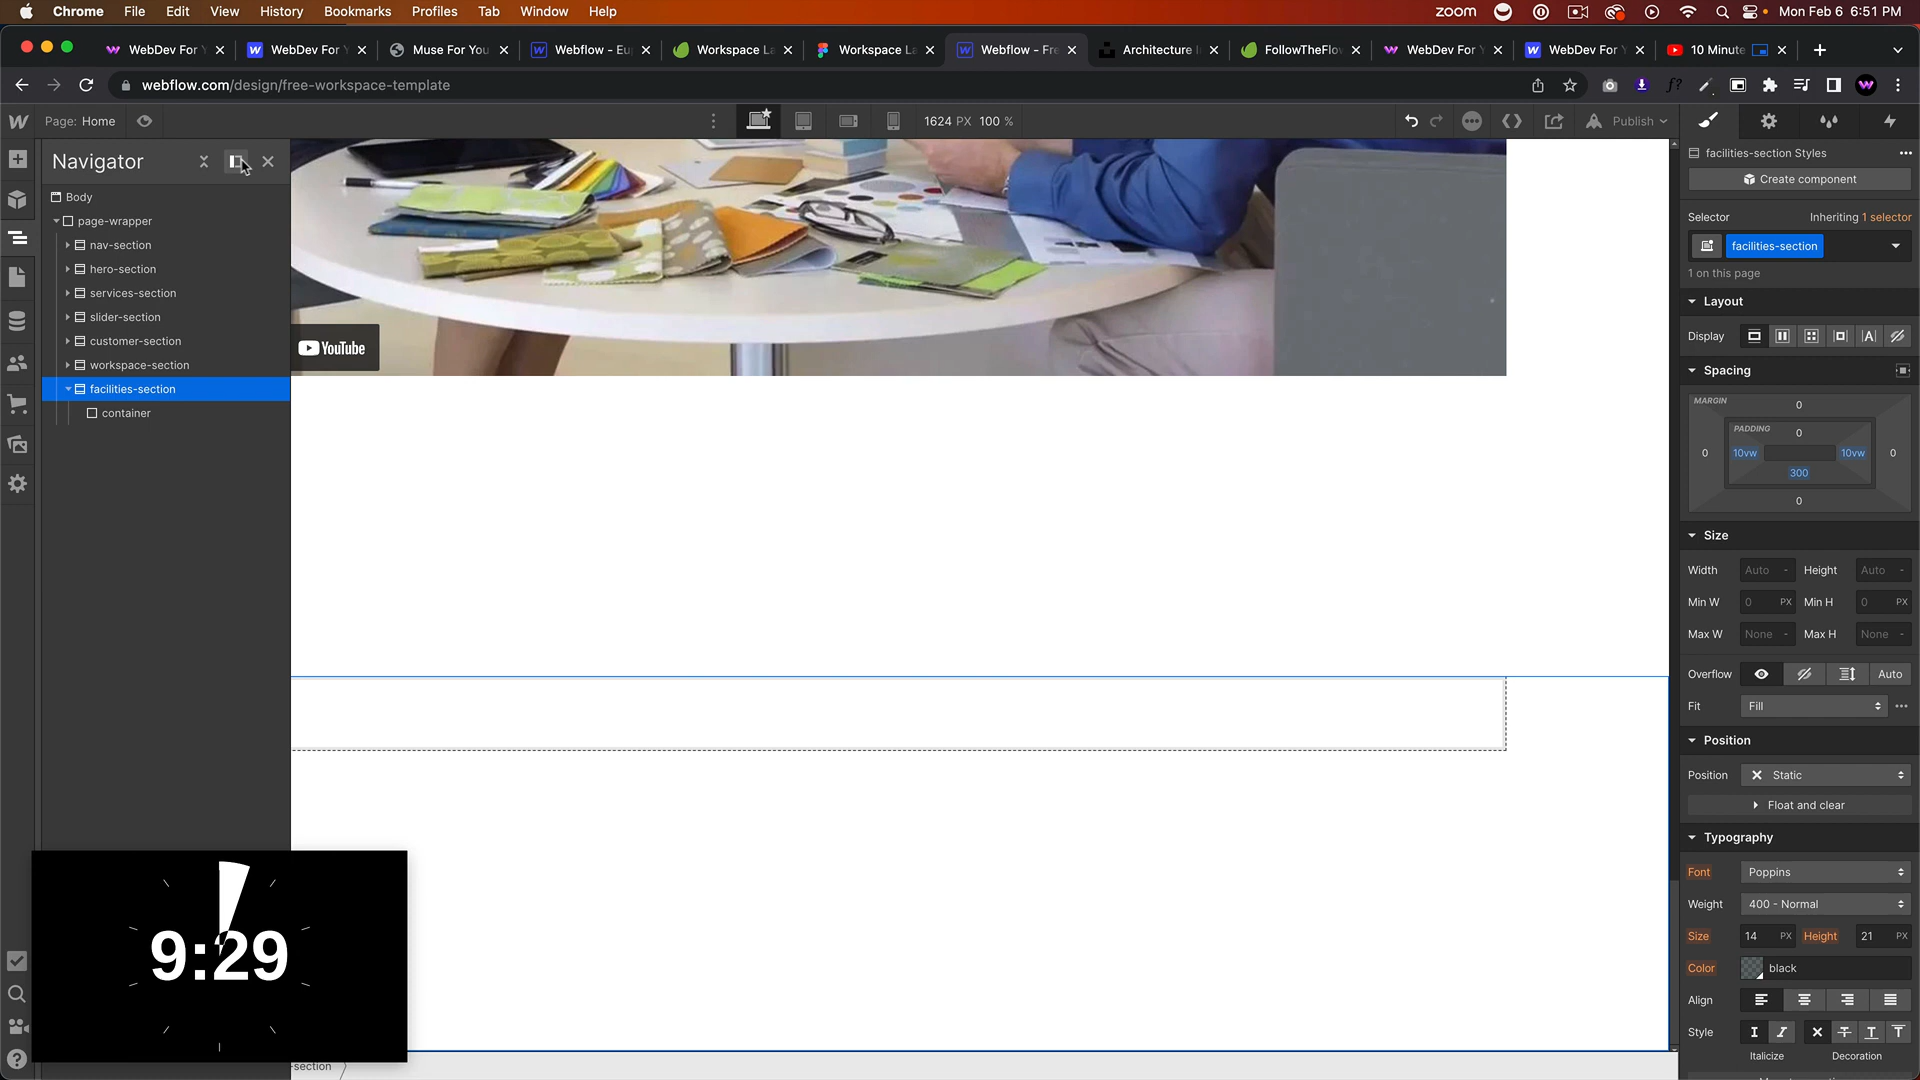 Chrome File Edit View History Bookmarks Profiles Tab Window Help
zoom Mon Feb 6 6:51 PM
WebDev For Y WebDev For Y Muse For You Webflow - Eu Workspace La Workspace La Webflow - Fre Architecture I FollowTheFlo WebDev For Y WebDev For Y 10 Minute
webflow.com/design/free-workspace-template
Page: Home
1624 PX 100 %
Publish
Navigator
Body
page-wrapper
nav-section
hero-section
services-section
slider-section
customer-section
workspace-section
facilities-section
container
YouTube
9:29
-section
facilities-section Styles
Create component
Selector Inheriting 1 selector
facilities-section
1 on this page
Layout
Display
Spacing
MARGIN
0
PADDING
0
0 10vw 10vw 0
300
0
Size
Width Auto - Height Auto -
Min W 0 PX Min H 0 PX
Max W None - Max H None -
Overflow Auto
Fit Fill
Position
Position Static
Float and clear
Typography
Font Poppins
Weight 400 - Normal
Size 14 PX Height 21 PX
Color black
Align
Style
Italicize Decoration